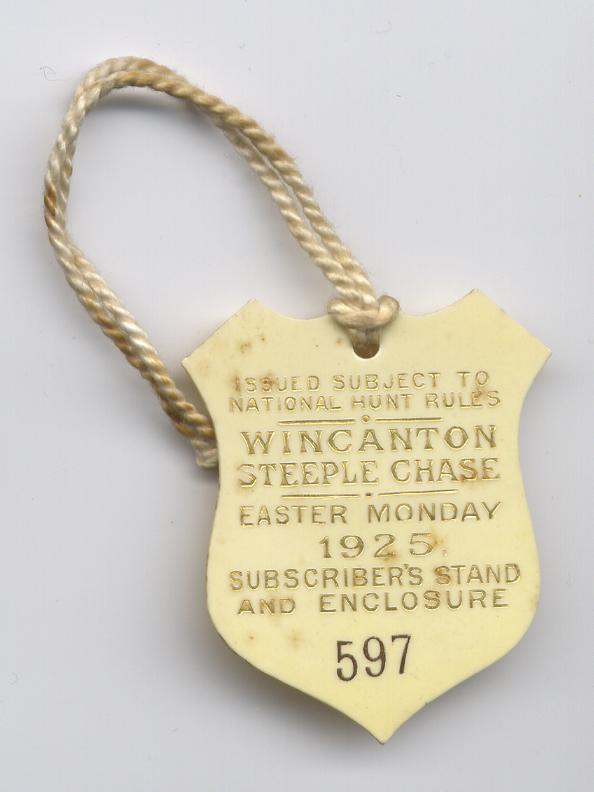 ISSUED SUBJECT TO
NATIONAL HUNT RULES
WINCANTON
STEEPLE CHASE
EASTER MONDAY
1925.
SUBSCRIBER'S STAND
AND ENCLOSURE
597